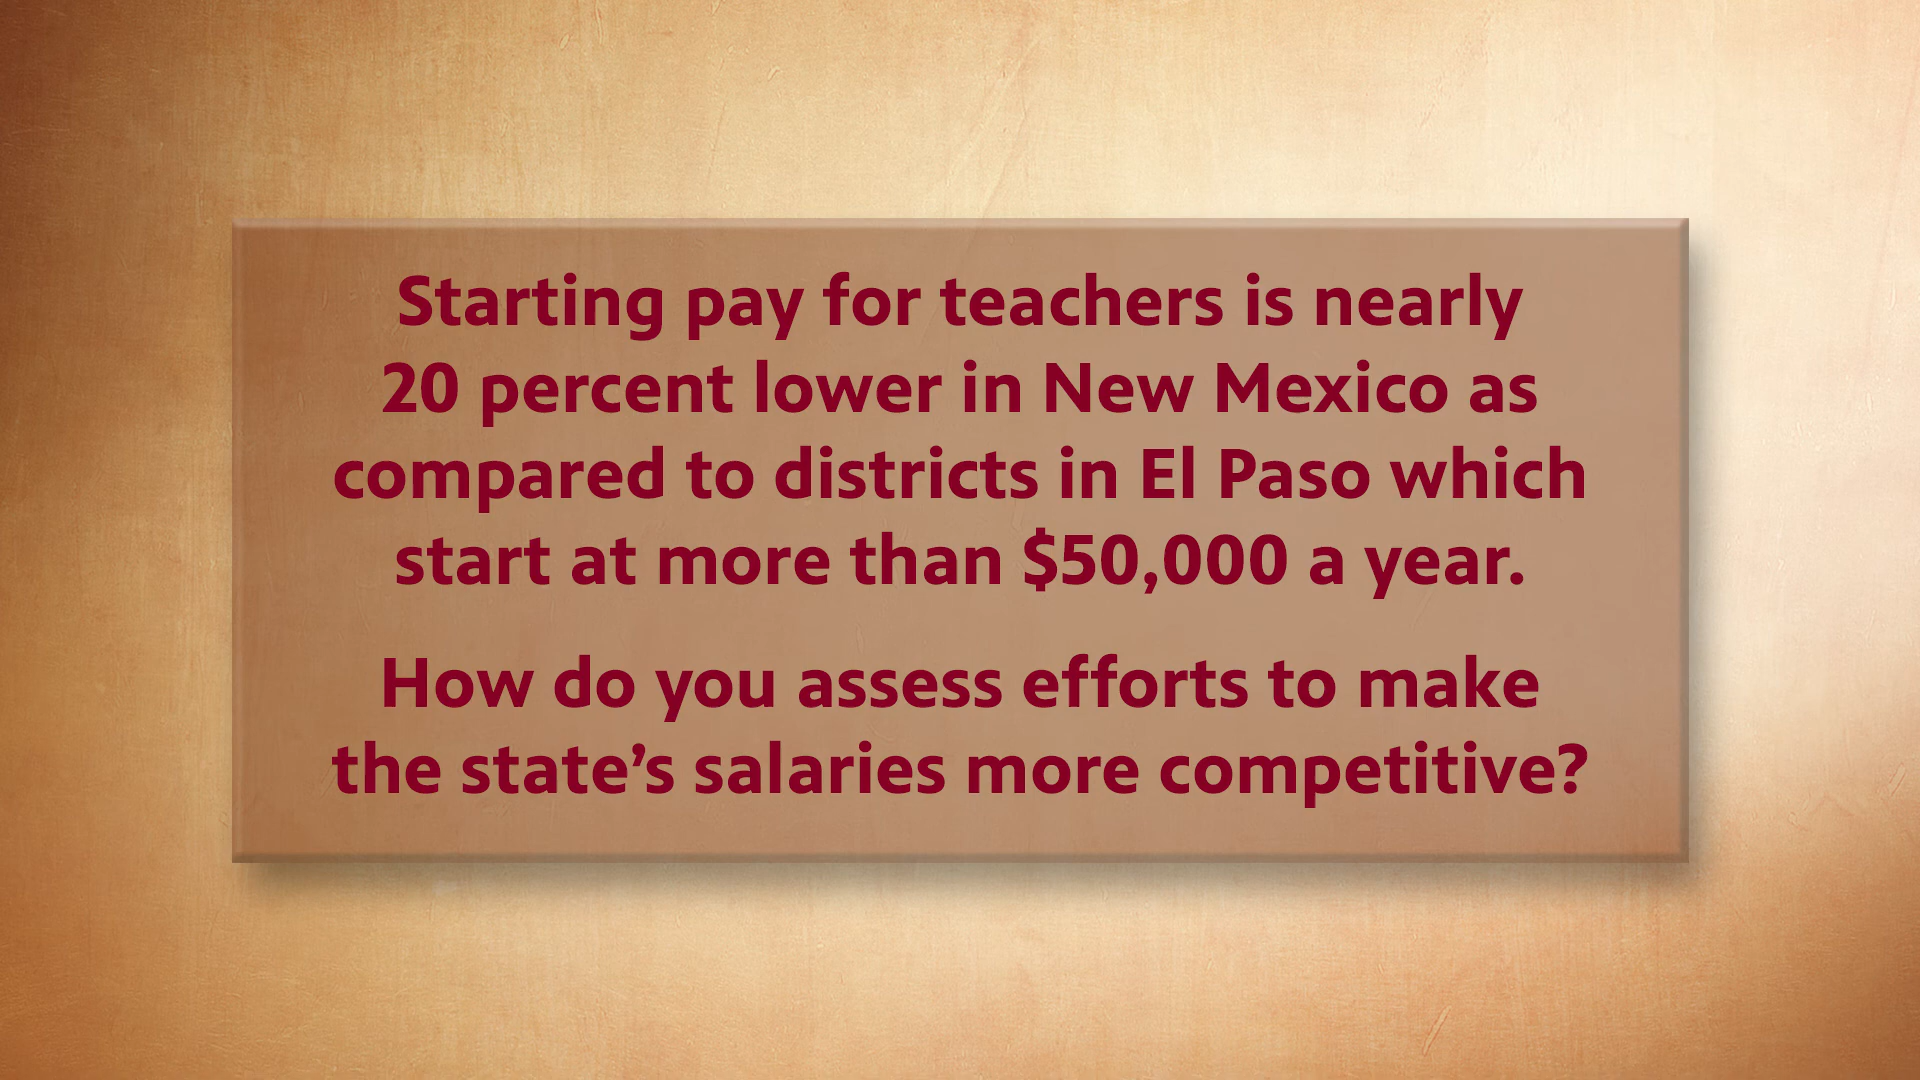 Starting pay for teachers is nearly
20 percent lower in New Mexico as
compared to districts in El Paso which
start at more than $50,000 a year.
How do you assess efforts to make
the state’s salaries more competitive?